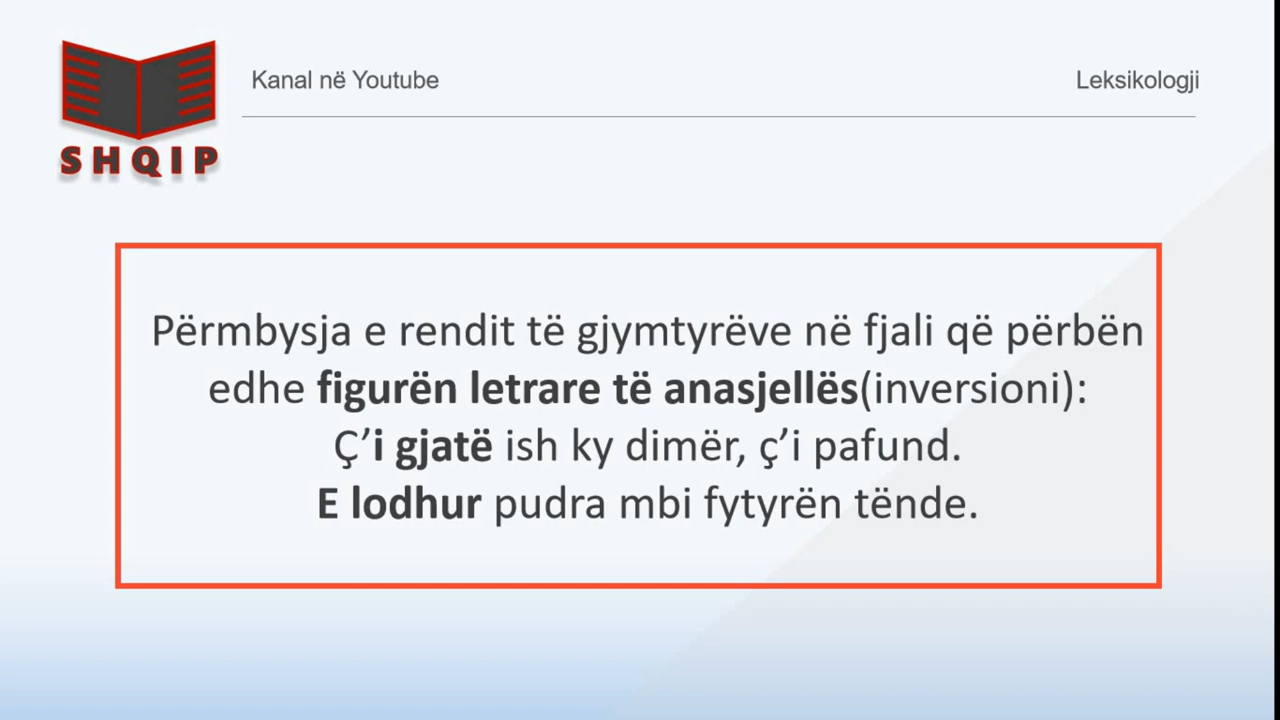 SHQIP
Kanal në Youtube
Leksikologji
Përmbysja e rendit të gjymtyrëve në fjali që përbën
edhe figurën letrare të anasjellës(inversioni):
Ç’i gjatë ish ky dimër, ç’i pafund.
E lodhur pudra mbi fytyrën tënde.